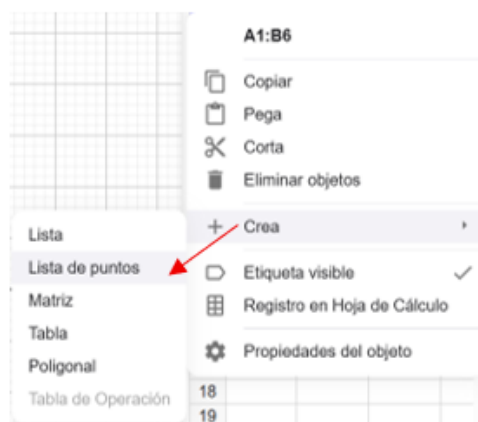 A1:B6
Copiar
Pega
Corta
Eliminar objetos
Crea
Etiqueta visible
Registro en Hoja de Cálculo
Propiedades del objeto
Lista
Lista de puntos
Matriz
Tabla
Poligonal
Tabla de Operación
18
19